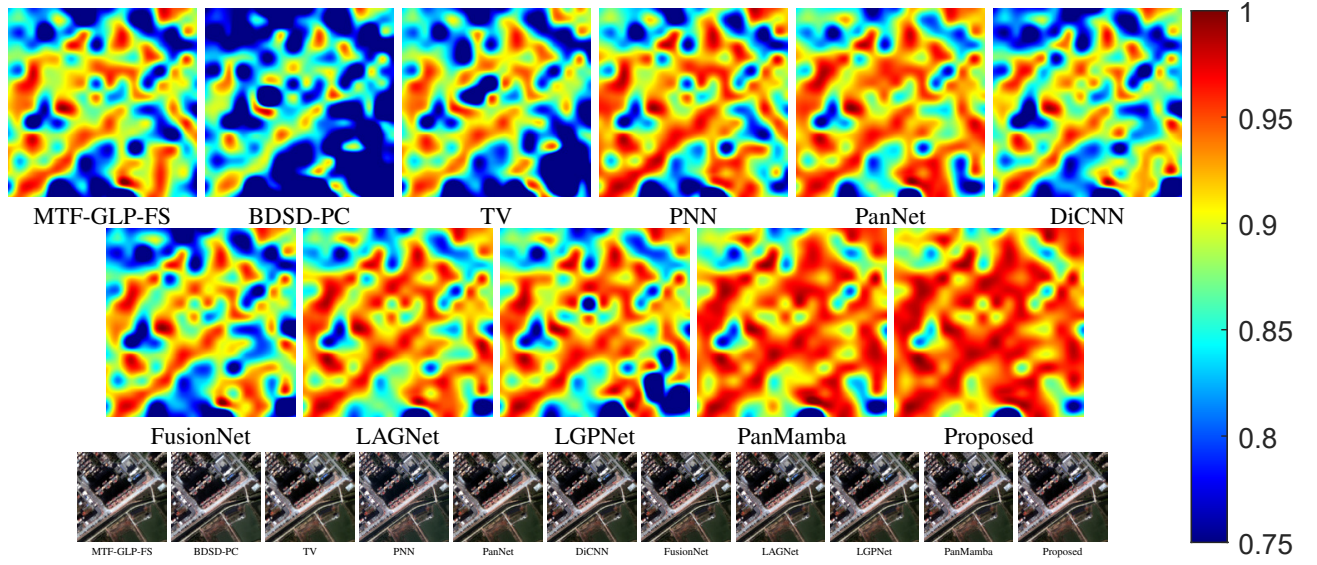 MTF-GLP-FS BDSD-PC TV PNN PanNet DiCNN
FusionNet LAGNet LGPNet PanMamba Proposed
MTF-GLP-FS BDSD-PC TV PNN PanNet DiCNN FusionNet LAGNet LGPNet PanMamba Proposed
1
0.95
0.9
0.85
0.8
0.75